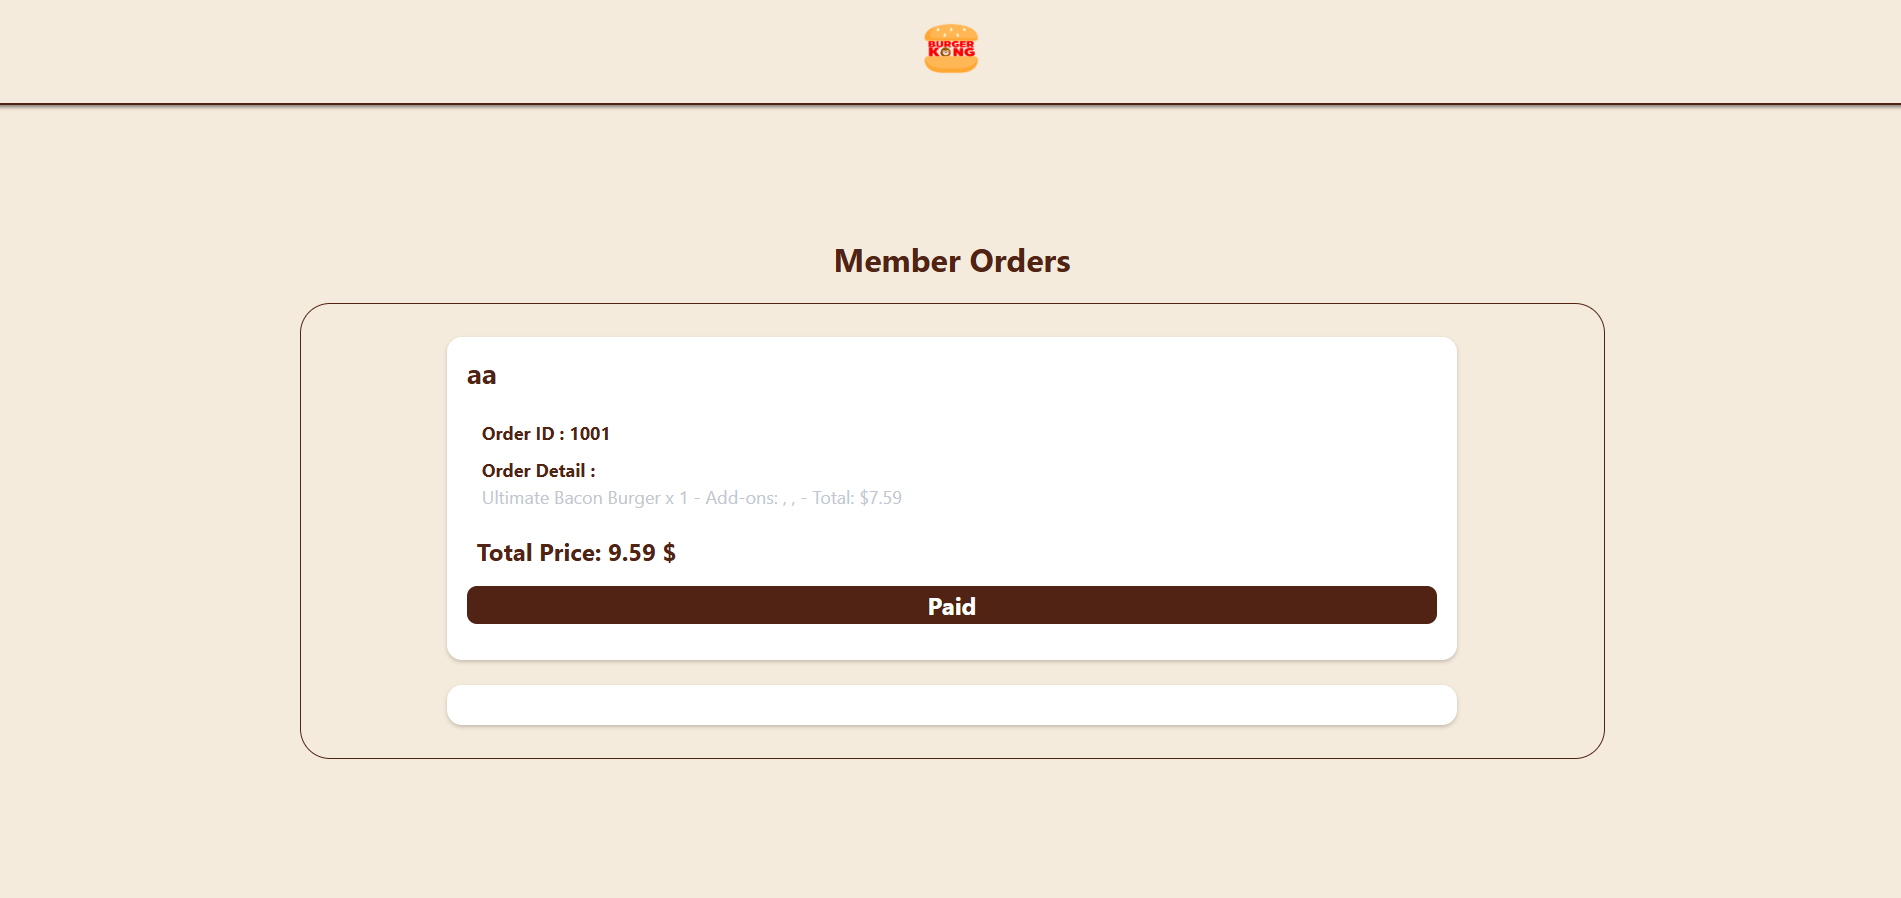 BURGER
KONG
Member Orders
aa
Order ID : 1001
Order Detail :
Ultimate Bacon Burger x 1 - Add-ons: , , - Total: $7.59
Total Price: 9.59 $
Paid